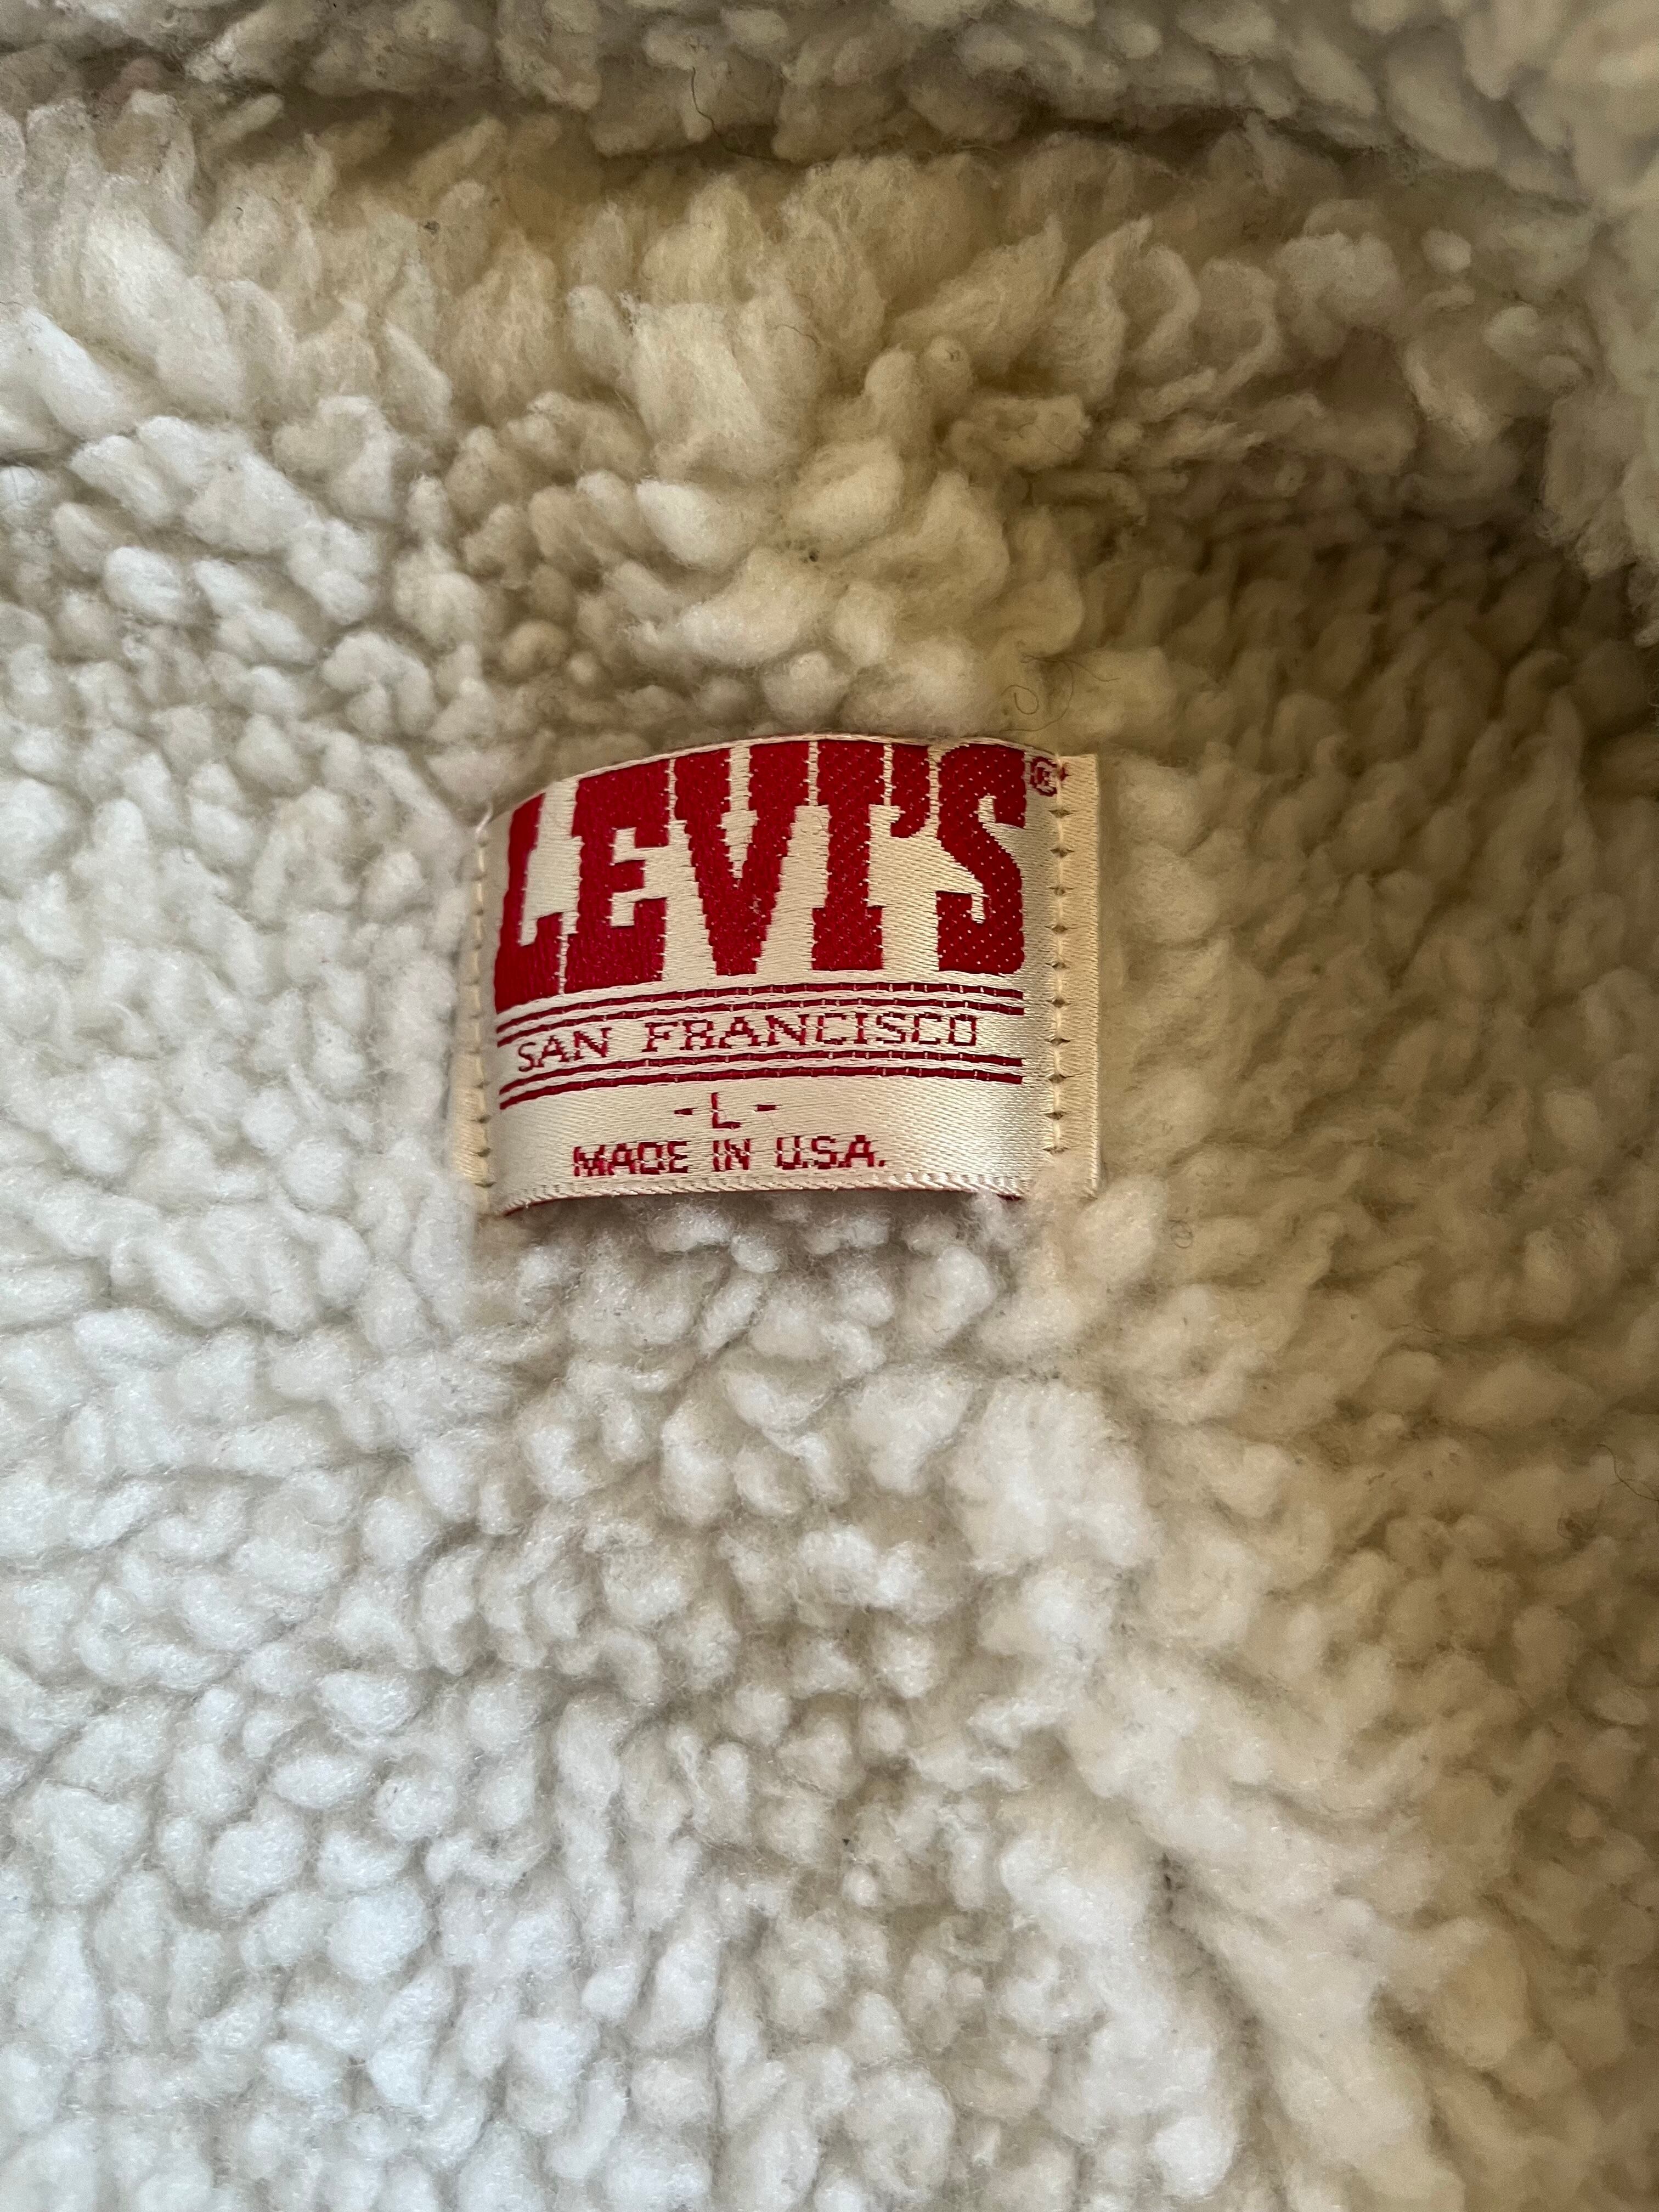 LEVI'S®
SAN FRANCISCO
- L -
MADE IN U.S.A.